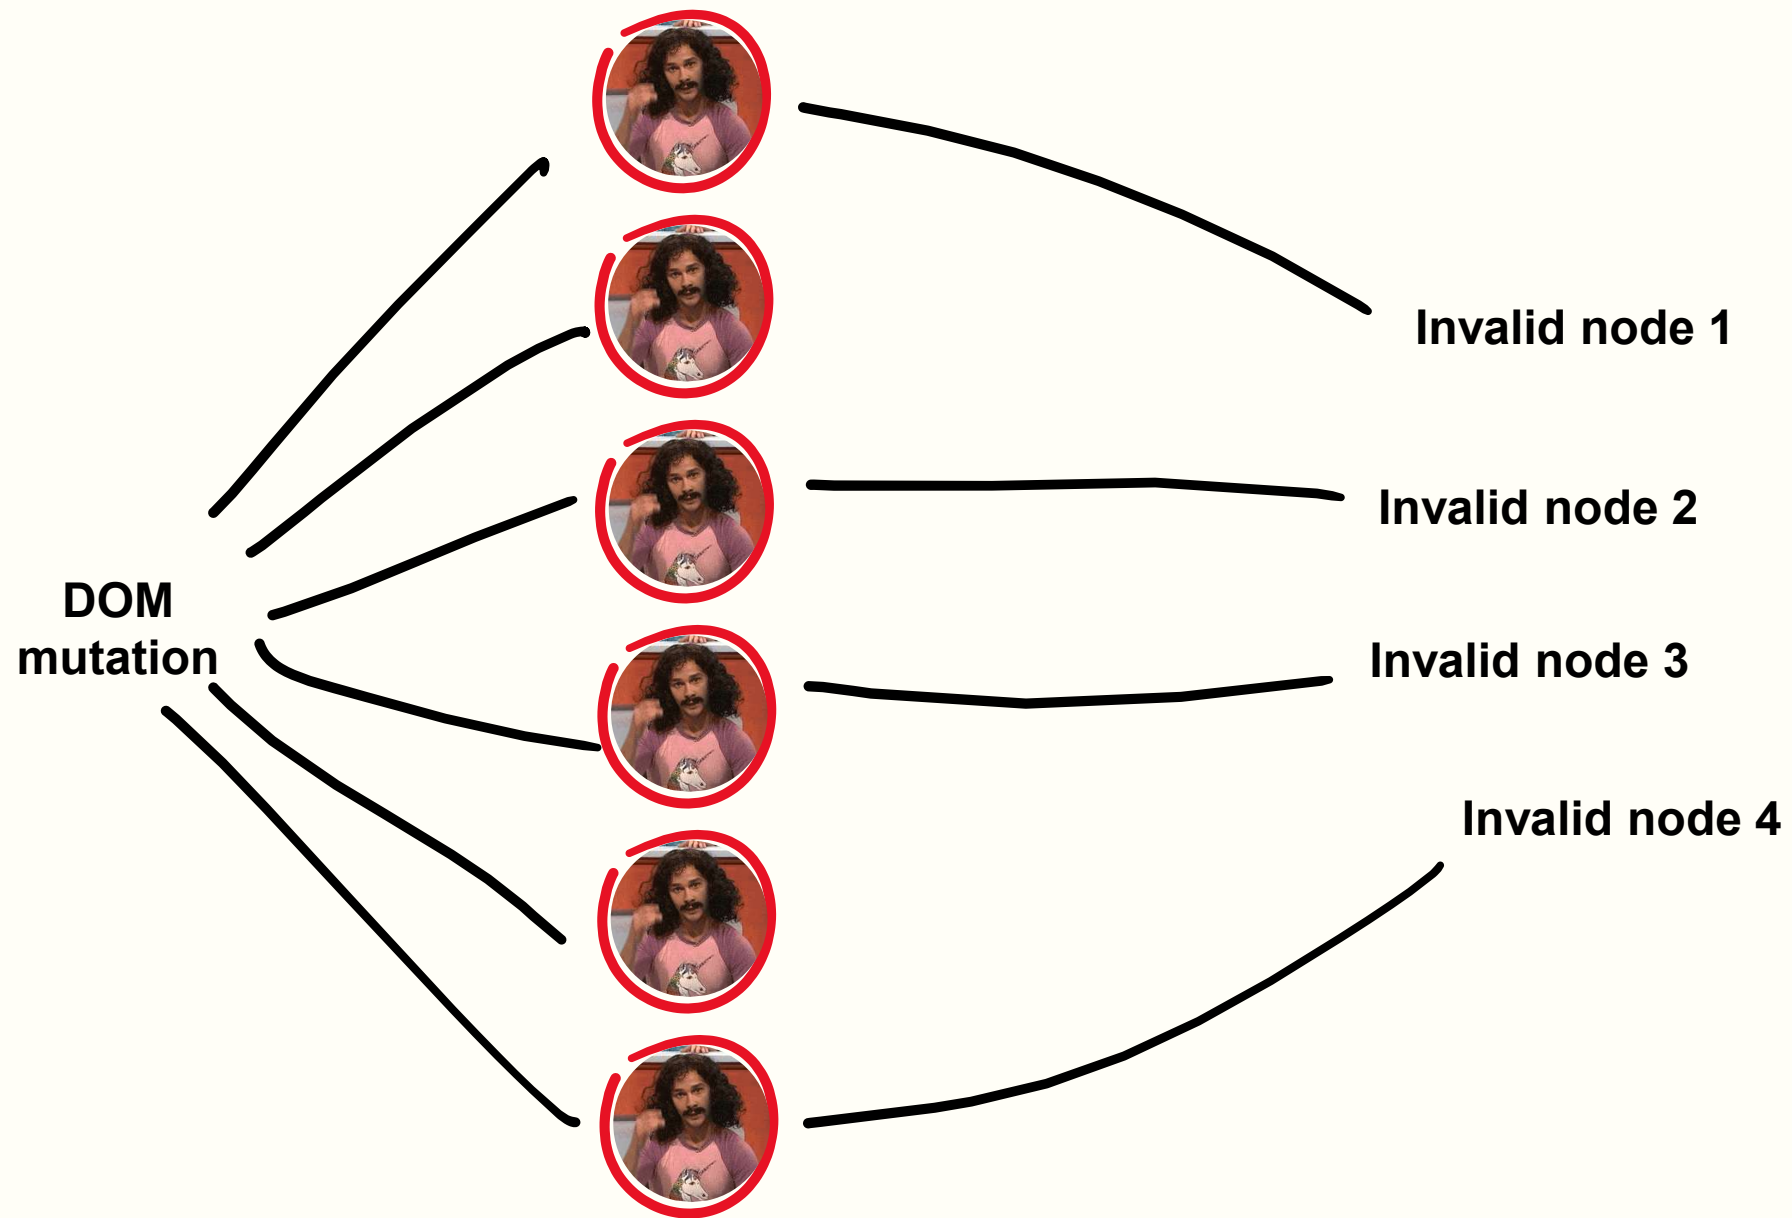 Invalid node 1
Invalid node 2
DOM
mutation
Invalid node 3
Invalid node 4